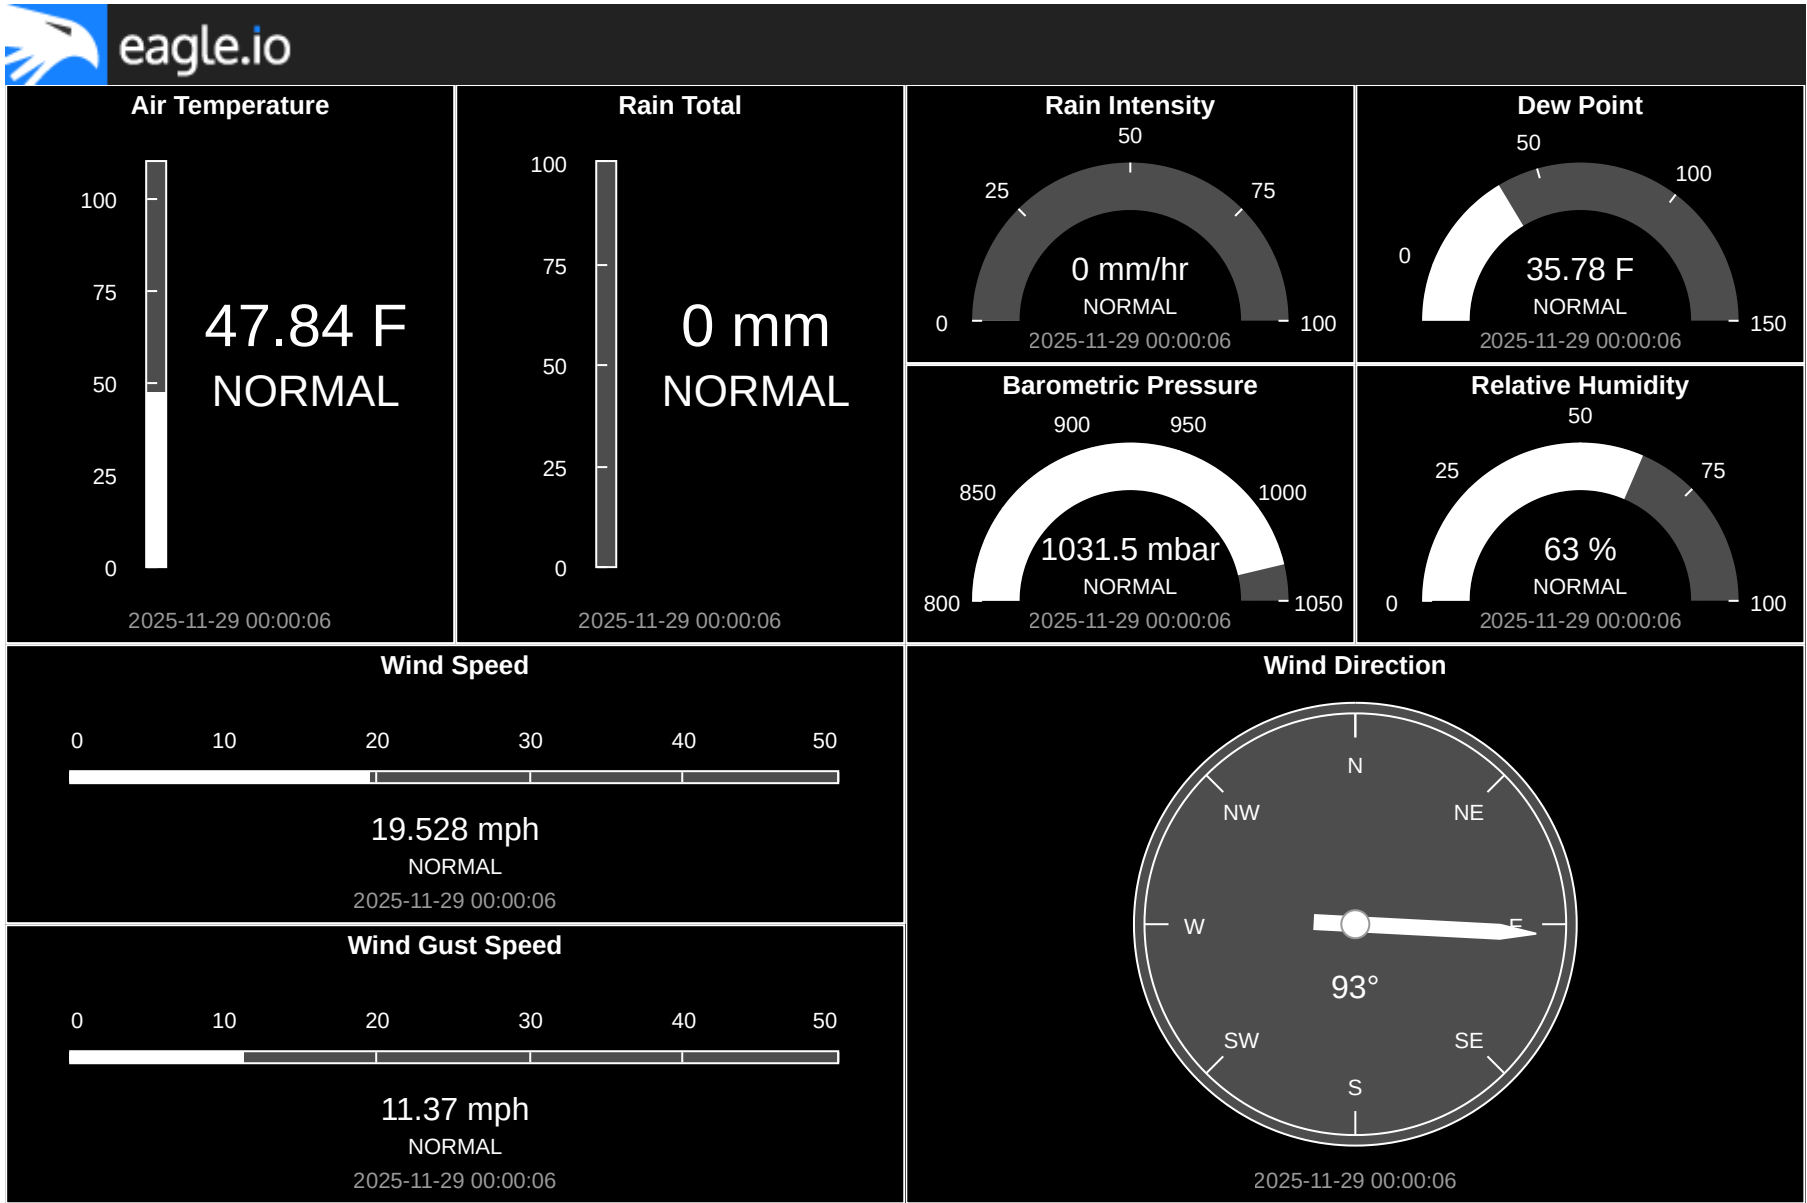 eagle.io
Air Temperature
100
75
50
25
0
47.84 F
NORMAL
2025-11-29 00:00:06
Rain Total
100
75
50
25
0
0 mm
NORMAL
2025-11-29 00:00:06
Rain Intensity
0
25
50
75
100
0 mm/hr
NORMAL
2025-11-29 00:00:06
Dew Point
0
50
100
150
35.78 F
NORMAL
2025-11-29 00:00:06
Barometric Pressure
800
850
900
950
1000
1050
1031.5 mbar
NORMAL
2025-11-29 00:00:06
Relative Humidity
0
25
50
75
100
63 %
NORMAL
2025-11-29 00:00:06
Wind Speed
0 10 20 30 40 50
19.528 mph
NORMAL
2025-11-29 00:00:06
Wind Gust Speed
0 10 20 30 40 50
11.37 mph
NORMAL
2025-11-29 00:00:06
Wind Direction
N
NW NE
W E
93°
SW SE
S
2025-11-29 00:00:06